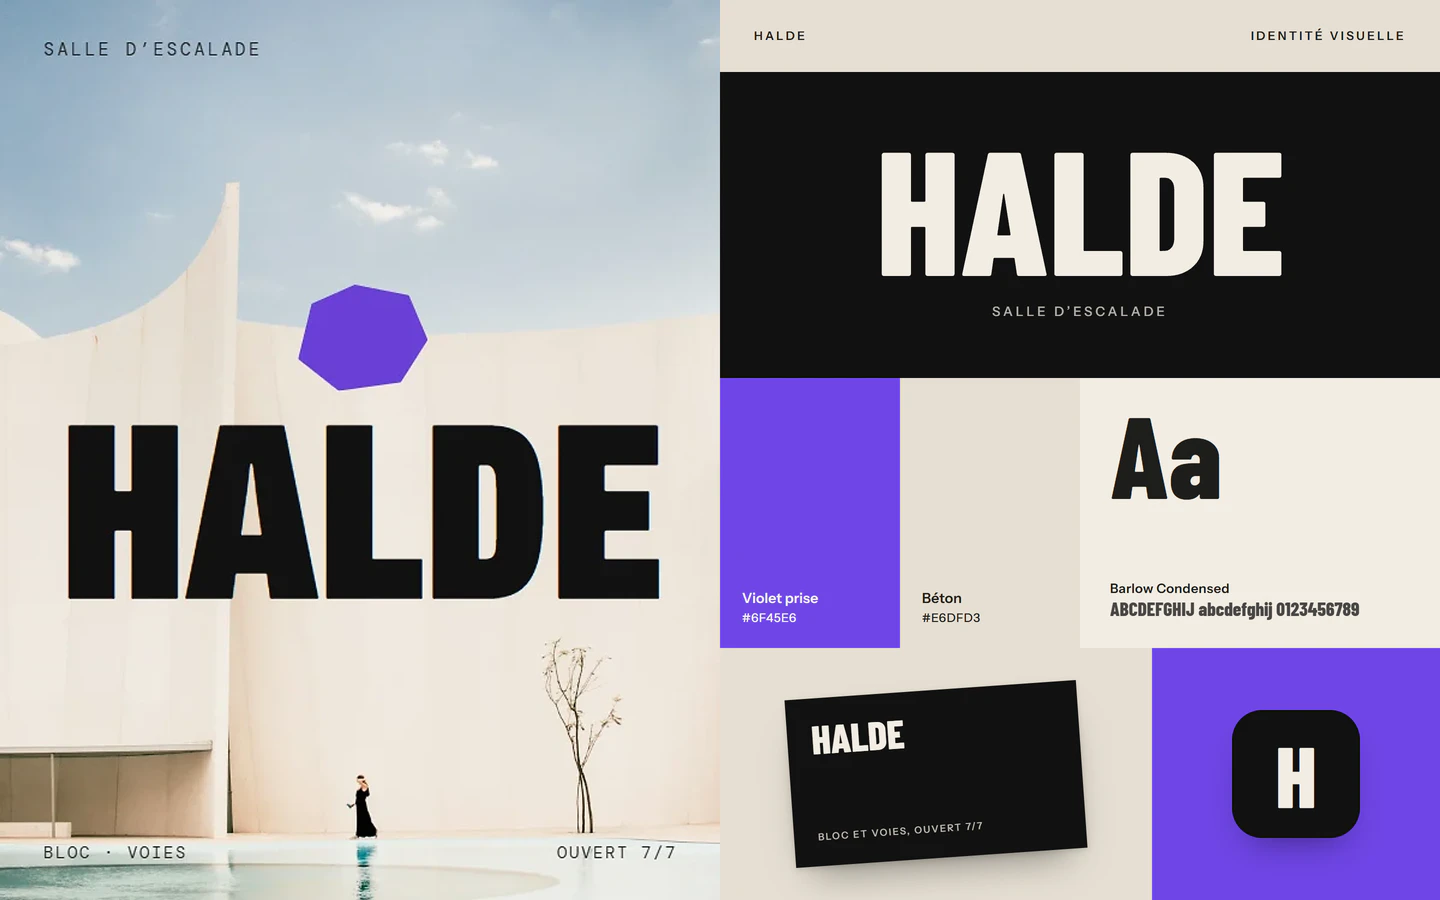 SALLE D’ESCALADE
HALDE
BLOC · VOIES
OUVERT 7/7
HALDE
IDENTITÉ VISUELLE
HALDE
SALLE D’ESCALADE
Violet prise
#6F45E6
Béton
#E6DFD3
Aa
Barlow Condensed
ABCDEFGHIJ abcdefghij 0123456789
HALDE
BLOC ET VOIES, OUVERT 7/7
H